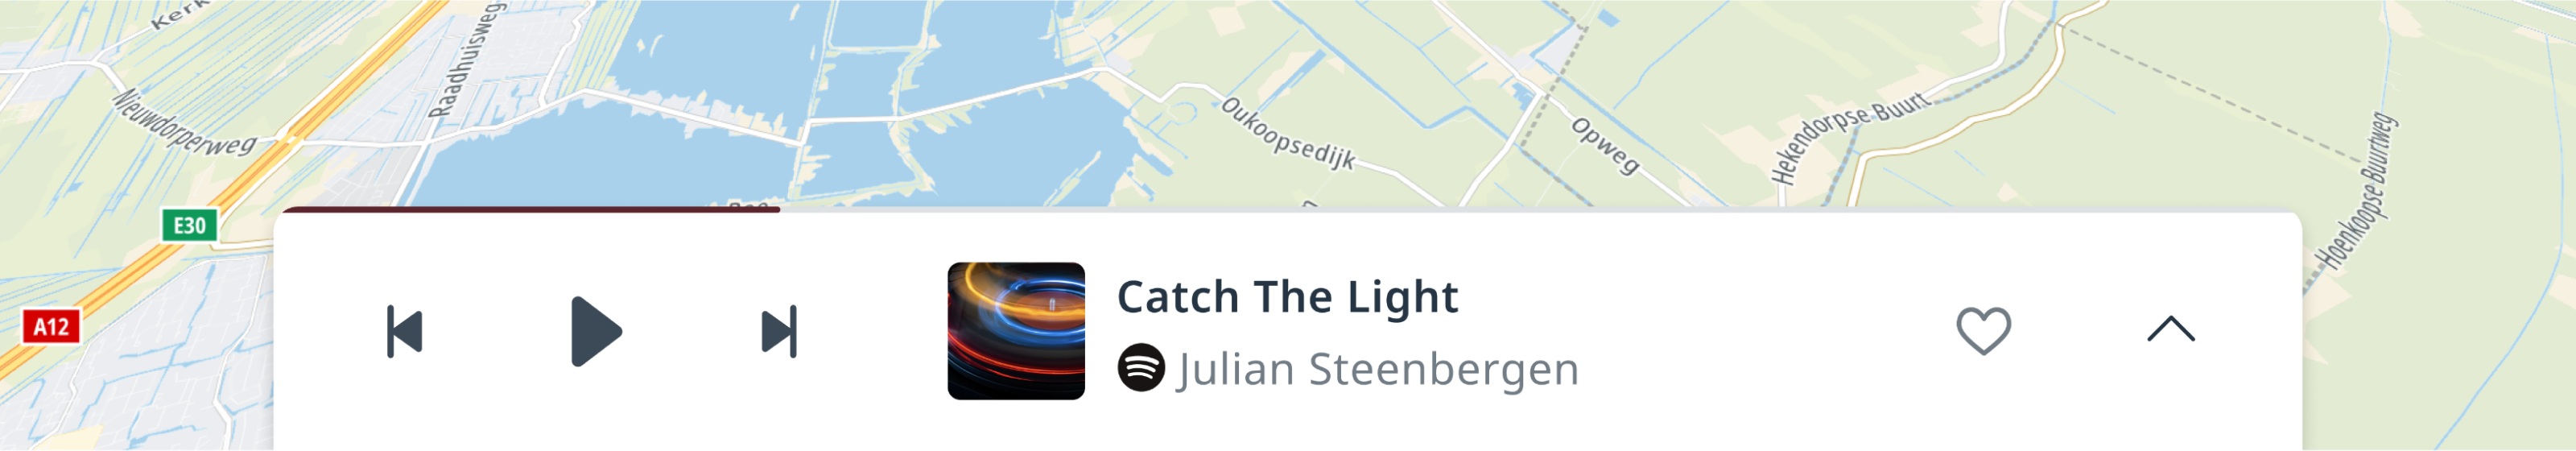 Kerk
Raadhuisweg
Nieuwdorperweg
Oukoopsedijk
Opweg
Hekendorpse Buurt
Hoenkoopse Buurtweg
E30
A12
Catch The Light
Julian Steenbergen